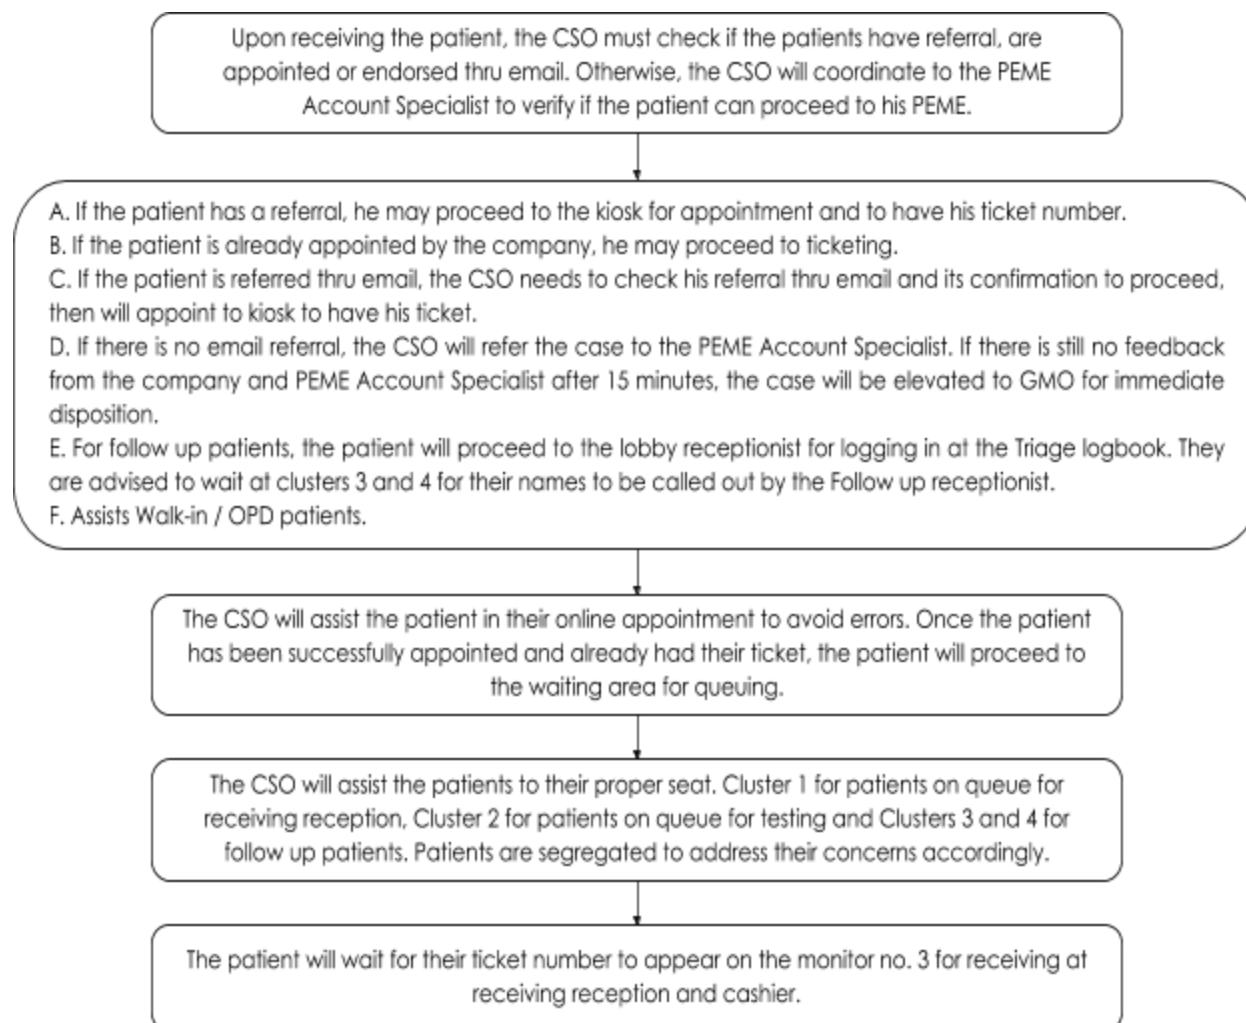 Upon receiving the patient, the CSO must check if the patients have referral, are
appointed or endorsed thru email. Otherwise, the CSO will coordinate to the PEME
Account Specialist to verify if the patient can proceed to his PEME.
A. If the patient has a referral, he may proceed to the kiosk for appointment and to have his ticket number.
B. If the patient is already appointed by the company, he may proceed to ticketing.
C. If the patient is referred thru email, the CSO needs to check his referral thru email and its confirmation to proceed,
then will appoint to kiosk to have his ticket.
D. If there is no email referral, the CSO will refer the case to the PEME Account Specialist. If there is still no feedback
from the company and PEME Account Specialist after 15 minutes, the case will be elevated to GMO for immediate
disposition.
E. For follow up patients, the patient will proceed to the lobby receptionist for logging in at the Triage logbook. They
are advised to wait at clusters 3 and 4 for their names to be called out by the Follow up receptionist.
F. Assists Walk-in / OPD patients.
The CSO will assist the patient in their online appointment to avoid errors. Once the patient
has been successfully appointed and already had their ticket, the patient will proceed to
the waiting area for queuing.
The CSO will assist the patients to their proper seat. Cluster 1 for patients on queue for
receiving reception, Cluster 2 for patients on queue for testing and Clusters 3 and 4 for
follow up patients. Patients are segregated to address their concerns accordingly.
The patient will wait for their ticket number to appear on the monitor no. 3 for receiving at
receiving reception and cashier.